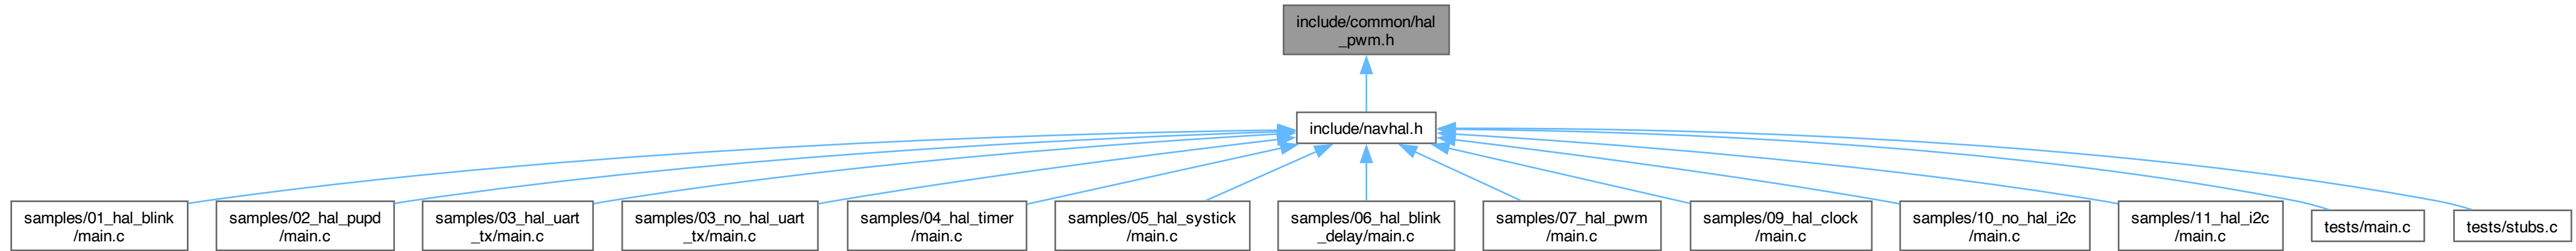 include/common/hal
_pwm.h
include/navhal.h
samples/01_hal_blink
/main.c
samples/02_hal_pupd
/main.c
samples/03_hal_uart
_tx/main.c
samples/03_no_hal_uart
_tx/main.c
samples/04_hal_timer
/main.c
samples/05_hal_systick
/main.c
samples/06_hal_blink
_delay/main.c
samples/07_hal_pwm
/main.c
samples/09_hal_clock
/main.c
samples/10_no_hal_i2c
/main.c
samples/11_hal_i2c
/main.c
tests/main.c
tests/stubs.c